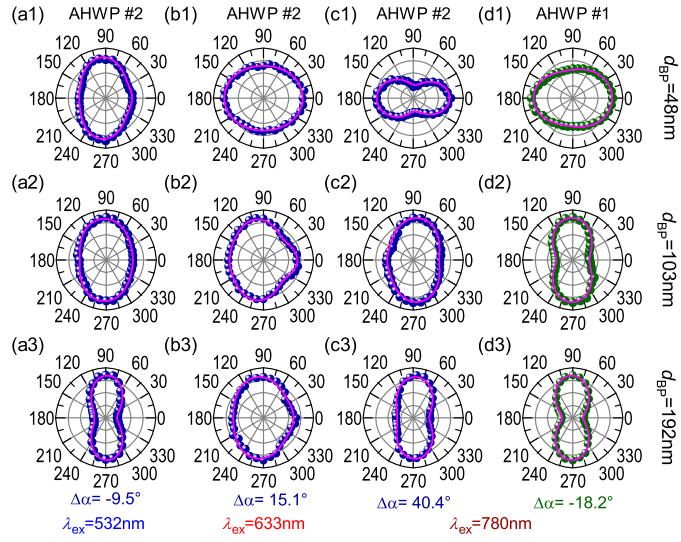 (a1) AHWP #2 (b1) AHWP #2 (c1) AHWP #2 (d1) AHWP #1
90 90 90 90
120 60 120 60 120 60 120 60
150 30 150 30 150 30 150 30
180 0 180 0 180 0 180 0
210 330 210 330 210 330 210 330
240 300 240 300 240 300 240 300
270 270 270 270
d_BP=48nm
(a2) (b2) (c2) (d2)
90 90 90 90
120 60 120 60 120 60 120 60
150 30 150 30 150 30 150 30
180 0 180 0 180 0 180 0
210 330 210 330 210 330 210 330
240 300 240 300 240 300 240 300
270 270 270 270
d_BP=103nm
(a3) (b3) (c3) (d3)
90 90 90 90
120 60 120 60 120 60 120 60
150 30 150 30 150 30 150 30
180 0 180 0 180 0 180 0
210 330 210 330 210 330 210 330
240 300 240 300 240 300 240 300
270 270 270 270
d_BP=192nm
Δα= -9.5° Δα= 15.1° Δα= 40.4° Δα= -18.2°
λ_ex=532nm λ_ex=633nm λ_ex=780nm